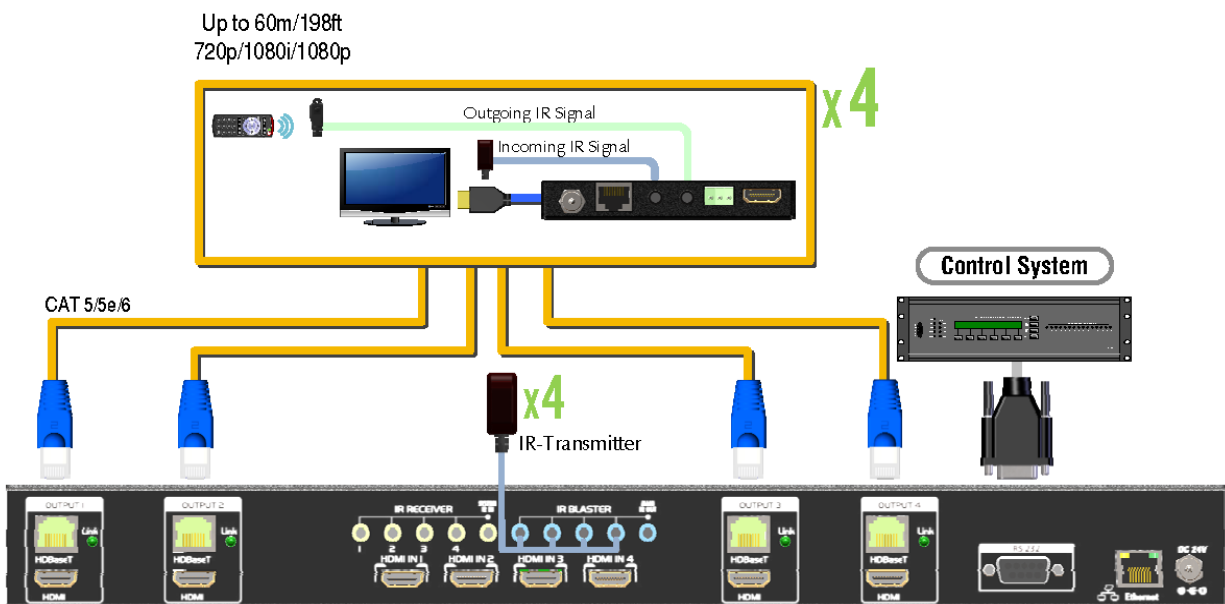 Up to 60m/198ft
720p/1080i/1080p
x4
Outgoing IR Signal
Incoming IR Signal
Control System
CAT 5/5e/6
x4
IR-Transmitter
OUTPUT 1
OUTPUT 2
IR RECEIVER
IR BLASTER
OUTPUT 3
OUTPUT 4
Link
Link
Link
Link
1 2 3 4
HDBaseT
HDBaseT
HDMI IN 1
HDMI IN 2
HDMI IN 3
HDMI IN 4
HDBaseT
HDBaseT
RS 232
DC 24V
HDMI
HDMI
HDMI
HDMI
Ethernet